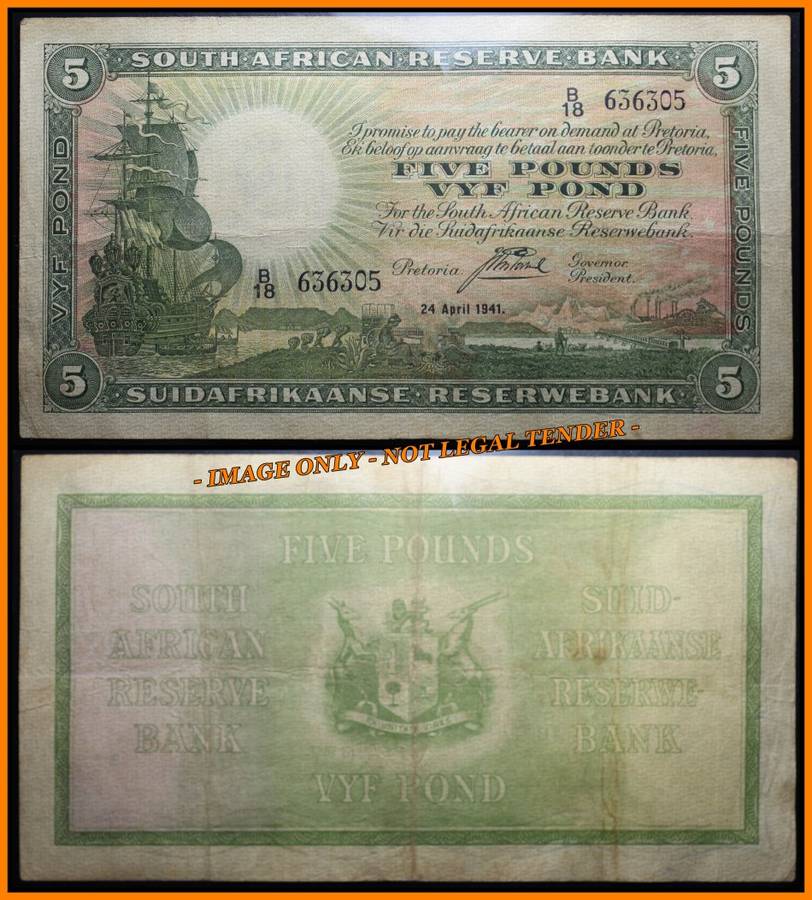 5 SOUTH·AFRICAN·RESERVE·BANK 5
B/18 636305
I promise to pay the bearer on demand at Pretoria,
Ek beloof op aanvraag te betaal aan toonder te Pretoria,
FIVE POUNDS
VYF POND
For the South African Reserve Bank
Vir die Suidafrikaanse Reserwebank.
VYF POND
FIVE POUNDS
B/18 636305
Pretoria Governor.
President.
24 April 1941.
5 SUIDAFRIKAANSE·RESERWEBANK 5
- IMAGE ONLY - NOT LEGAL TENDER -
FIVE POUNDS
SOUTH
AFRICAN
RESERVE
BANK
SUID-
AFRIKAANSE
RESERWE-
BANK
VYF POND